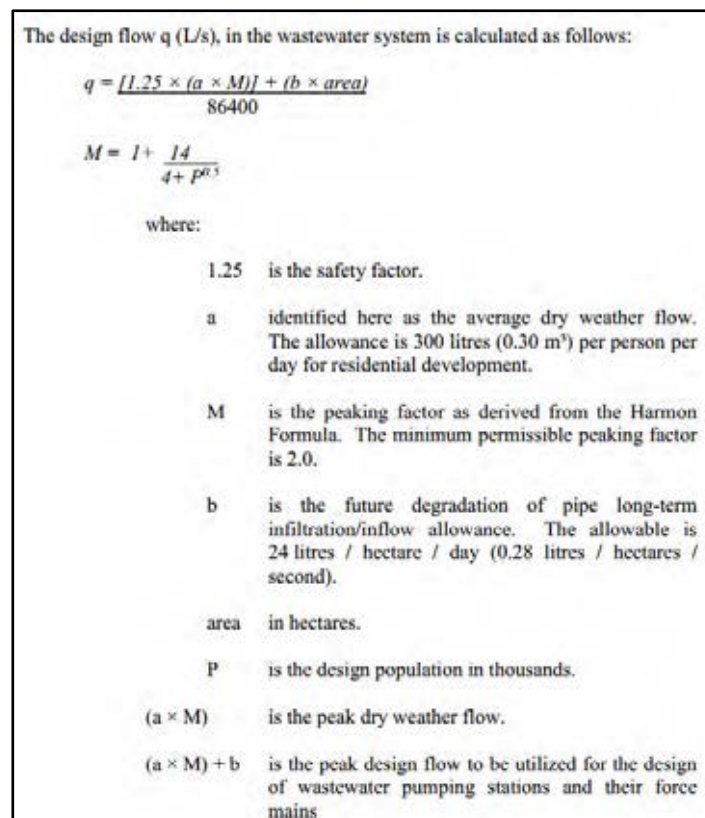 The design flow q (L/s), in the wastewater system is calculated as follows:
q = [1.25 × (a × M)] + (b × area)
86400
M = 1+ 14
4+ P^0.5
where:
1.25 is the safety factor.
a identified here as the average dry weather flow.
The allowance is 300 litres (0.30 m³) per person per
day for residential development.
M is the peaking factor as derived from the Harmon
Formula. The minimum permissible peaking factor
is 2.0.
b is the future degradation of pipe long-term
infiltration/inflow allowance. The allowable is
24 litres / hectare / day (0.28 litres / hectares /
second).
area in hectares.
P is the design population in thousands.
(a × M) is the peak dry weather flow.
(a × M) + b is the peak design flow to be utilized for the design
of wastewater pumping stations and their force
mains